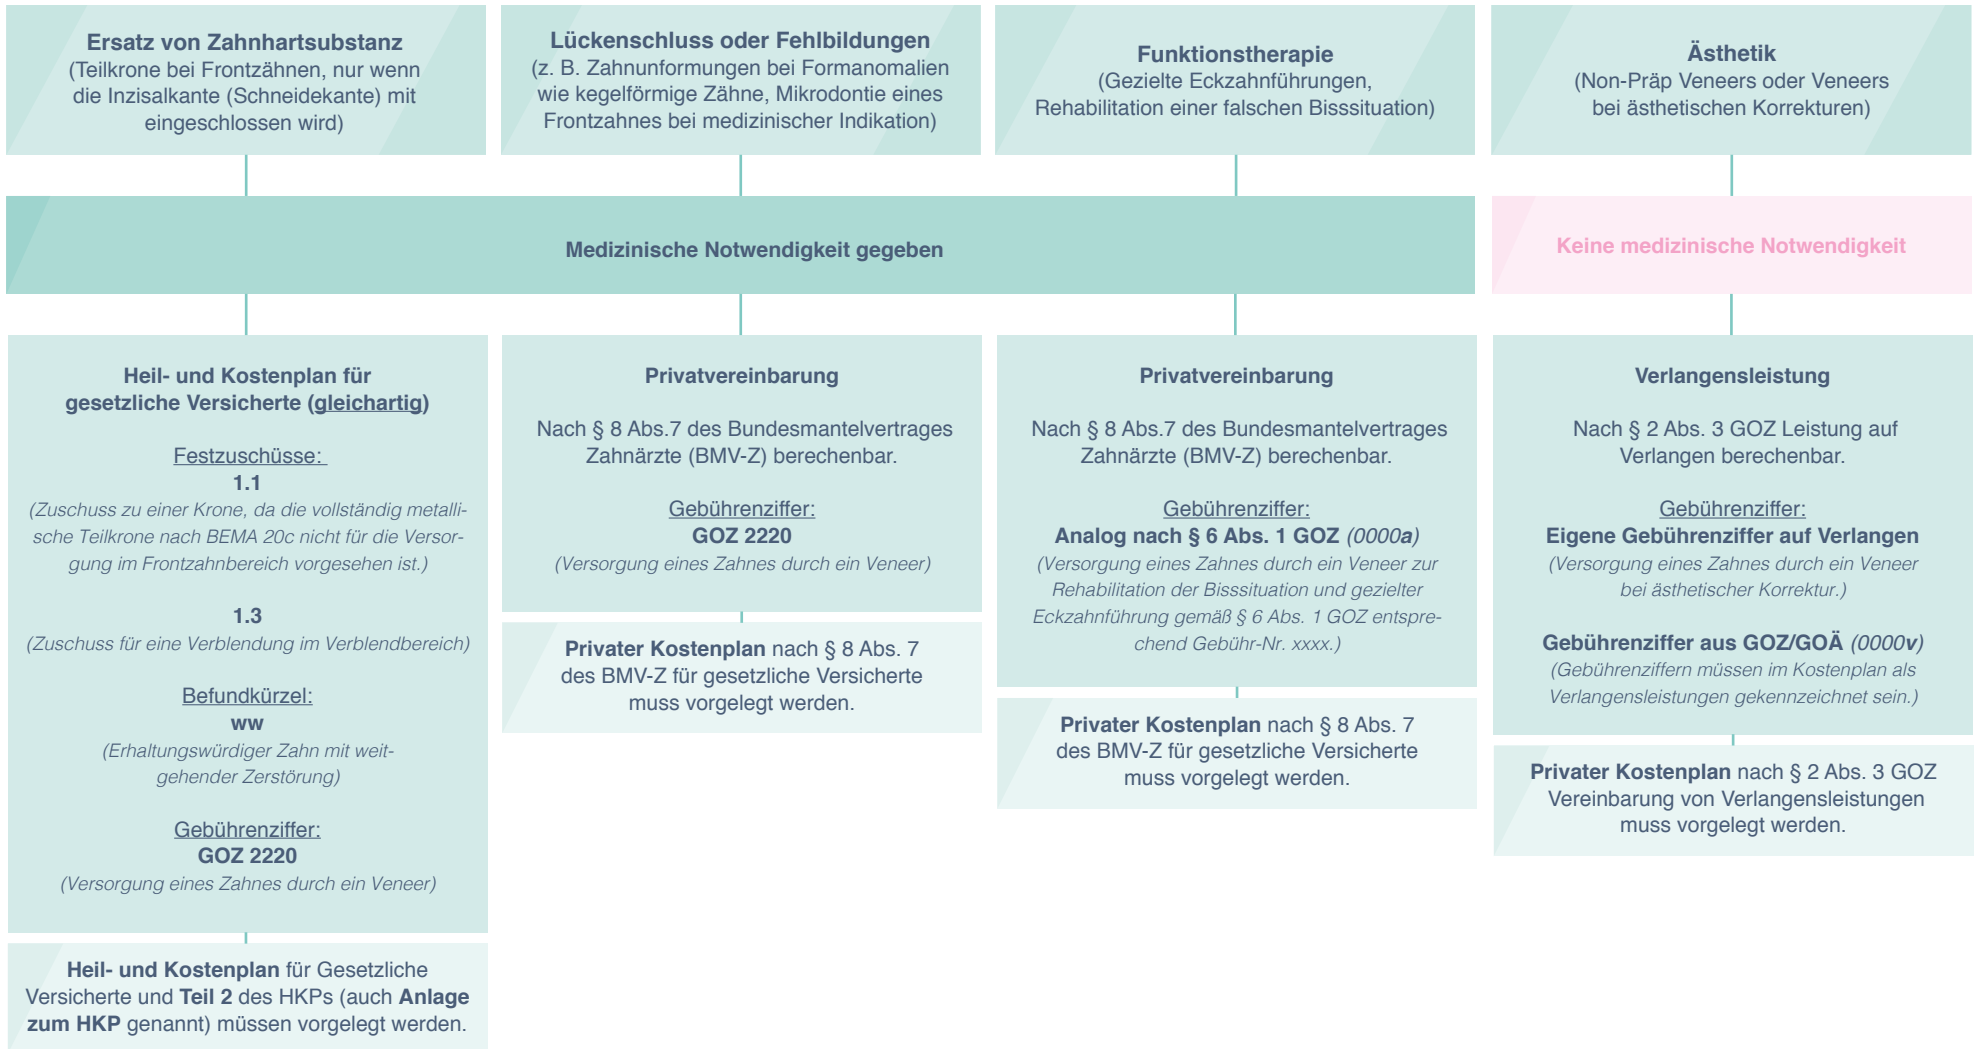 Ersatz von Zahnhartsubstanz
(Teilkrone bei Frontzähnen, nur wenn
die Inzisalkante (Schneidekante) mit
eingeschlossen wird)
Lückenschluss oder Fehlbildungen
(z. B. Zahnunformungen bei Formanomalien
wie kegelförmige Zähne, Mikrodontie eines
Frontzahnes bei medizinischer Indikation)
Funktionstherapie
(Gezielte Eckzahnführungen,
Rehabilitation einer falschen Bisssituation)
Ästhetik
(Non-Präp Veneers oder Veneers
bei ästhetischen Korrekturen)
Medizinische Notwendigkeit gegeben
Keine medizinische Notwendigkeit
Heil- und Kostenplan für
gesetzliche Versicherte (gleichartig)
Festzuschüsse:
1.1
(Zuschuss zu einer Krone, da die vollständig metalli-
sche Teilkrone nach BEMA 20c nicht für die Versor-
gung im Frontzahnbereich vorgesehen ist.)
1.3
(Zuschuss für eine Verblendung im Verblendbereich)
Befundkürzel:
ww
(Erhaltungswürdiger Zahn mit weit-
gehender Zerstörung)
Gebührenziffer:
GOZ 2220
(Versorgung eines Zahnes durch ein Veneer)
Heil- und Kostenplan für Gesetzliche
Versicherte und Teil 2 des HKPs (auch Anlage
zum HKP genannt) müssen vorgelegt werden.
Privatvereinbarung
Nach § 8 Abs.7 des Bundesmantelvertrages
Zahnärzte (BMV-Z) berechenbar.
Gebührenziffer:
GOZ 2220
(Versorgung eines Zahnes durch ein Veneer)
Privater Kostenplan nach § 8 Abs. 7
des BMV-Z für gesetzliche Versicherte
muss vorgelegt werden.
Privatvereinbarung
Nach § 8 Abs.7 des Bundesmantelvertrages
Zahnärzte (BMV-Z) berechenbar.
Gebührenziffer:
Analog nach § 6 Abs. 1 GOZ (0000a)
(Versorgung eines Zahnes durch ein Veneer zur
Rehabilitation der Bisssituation und gezielter
Eckzahnführung gemäß § 6 Abs. 1 GOZ entspre-
chend Gebühr-Nr. xxxx.)
Privater Kostenplan nach § 8 Abs. 7
des BMV-Z für gesetzliche Versicherte
muss vorgelegt werden.
Verlangensleistung
Nach § 2 Abs. 3 GOZ Leistung auf
Verlangen berechenbar.
Gebührenziffer:
Eigene Gebührenziffer auf Verlangen
(Versorgung eines Zahnes durch ein Veneer
bei ästhetischer Korrektur.)
Gebührenziffer aus GOZ/GOÄ (0000v)
(Gebührenziffern müssen im Kostenplan als
Verlangensleistungen gekennzeichnet sein.)
Privater Kostenplan nach § 2 Abs. 3 GOZ
Vereinbarung von Verlangensleistungen
muss vorgelegt werden.